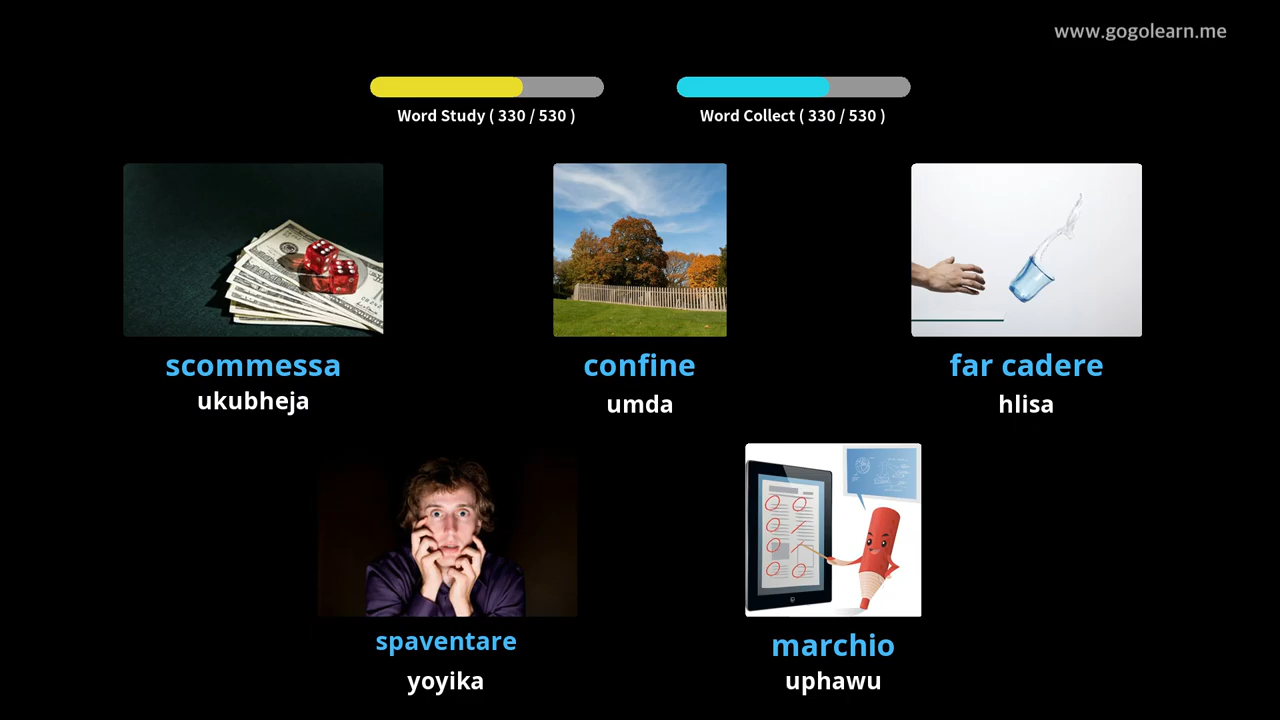 www.gogolearn.me
Word Study ( 330 / 530 )
Word Collect ( 330 / 530 )
scommessa
ukubheja
confine
umda
far cadere
hlisa
spaventare
yoyika
marchio
uphawu